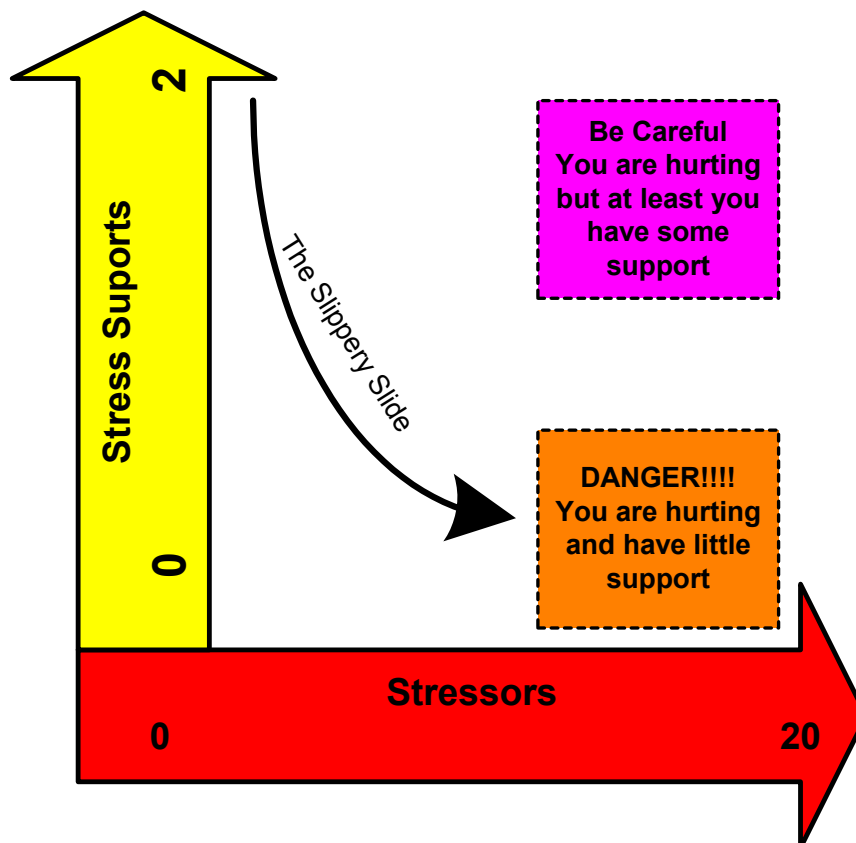 2
Stress Suports
0
The Slippery Slide
Be Careful
You are hurting
but at least you
have some
support
DANGER!!!!
You are hurting
and have little
support
Stressors
0
20